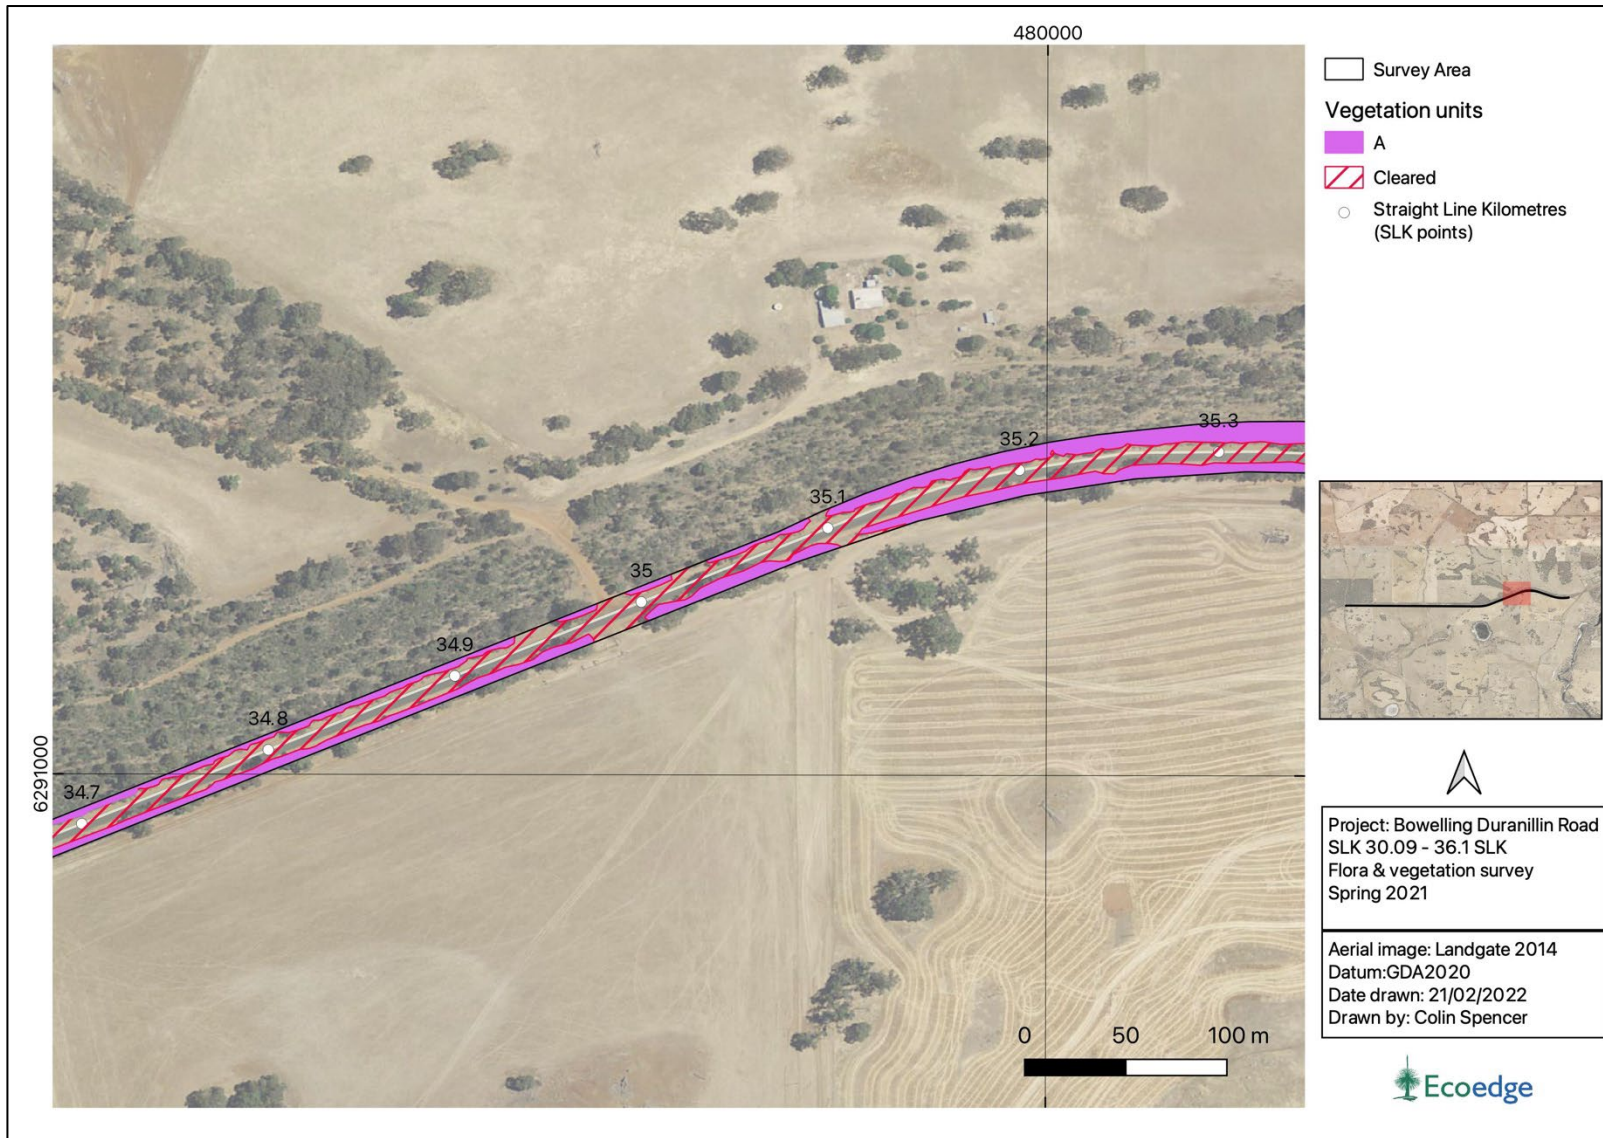 480000
Survey Area
Vegetation units
A
Cleared
Straight Line Kilometres
(SLK points)
35.3
35.2
35.1
35
34.9
34.8
34.7
6291000
0 50 100 m
Project: Bowelling Duranillin Road
SLK 30.09 - 36.1 SLK
Flora & vegetation survey
Spring 2021
Aerial image: Landgate 2014
Datum:GDA2020
Date drawn: 21/02/2022
Drawn by: Colin Spencer
Ecoedge